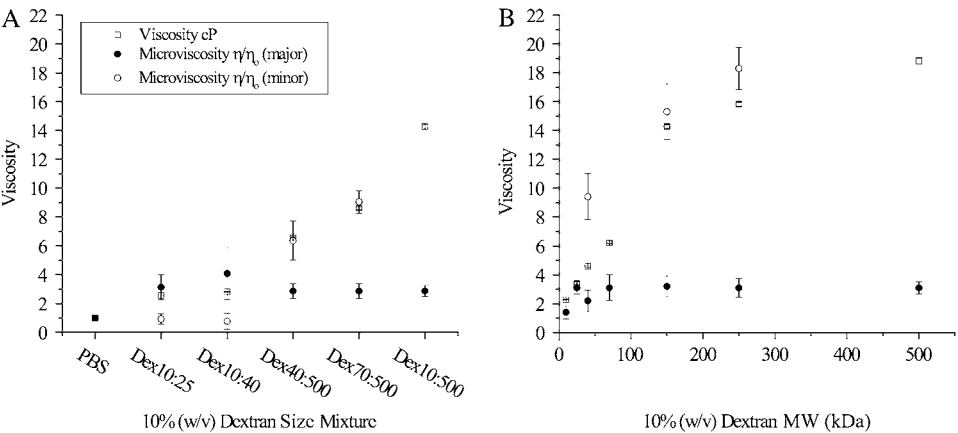 A
22
20
18
16
14
12
10
8
6
4
2
0
Viscosity
Viscosity cP
Microviscosity η/ηo (major)
Microviscosity η/ηo (minor)
PBS
Dex10:25
Dex10:40
Dex40:500
Dex70:500
Dex10:500
10% (w/v) Dextran Size Mixture
B
22
20
18
16
14
12
10
8
6
4
2
0
Viscosity
0
100
200
300
400
500
10% (w/v) Dextran MW (kDa)